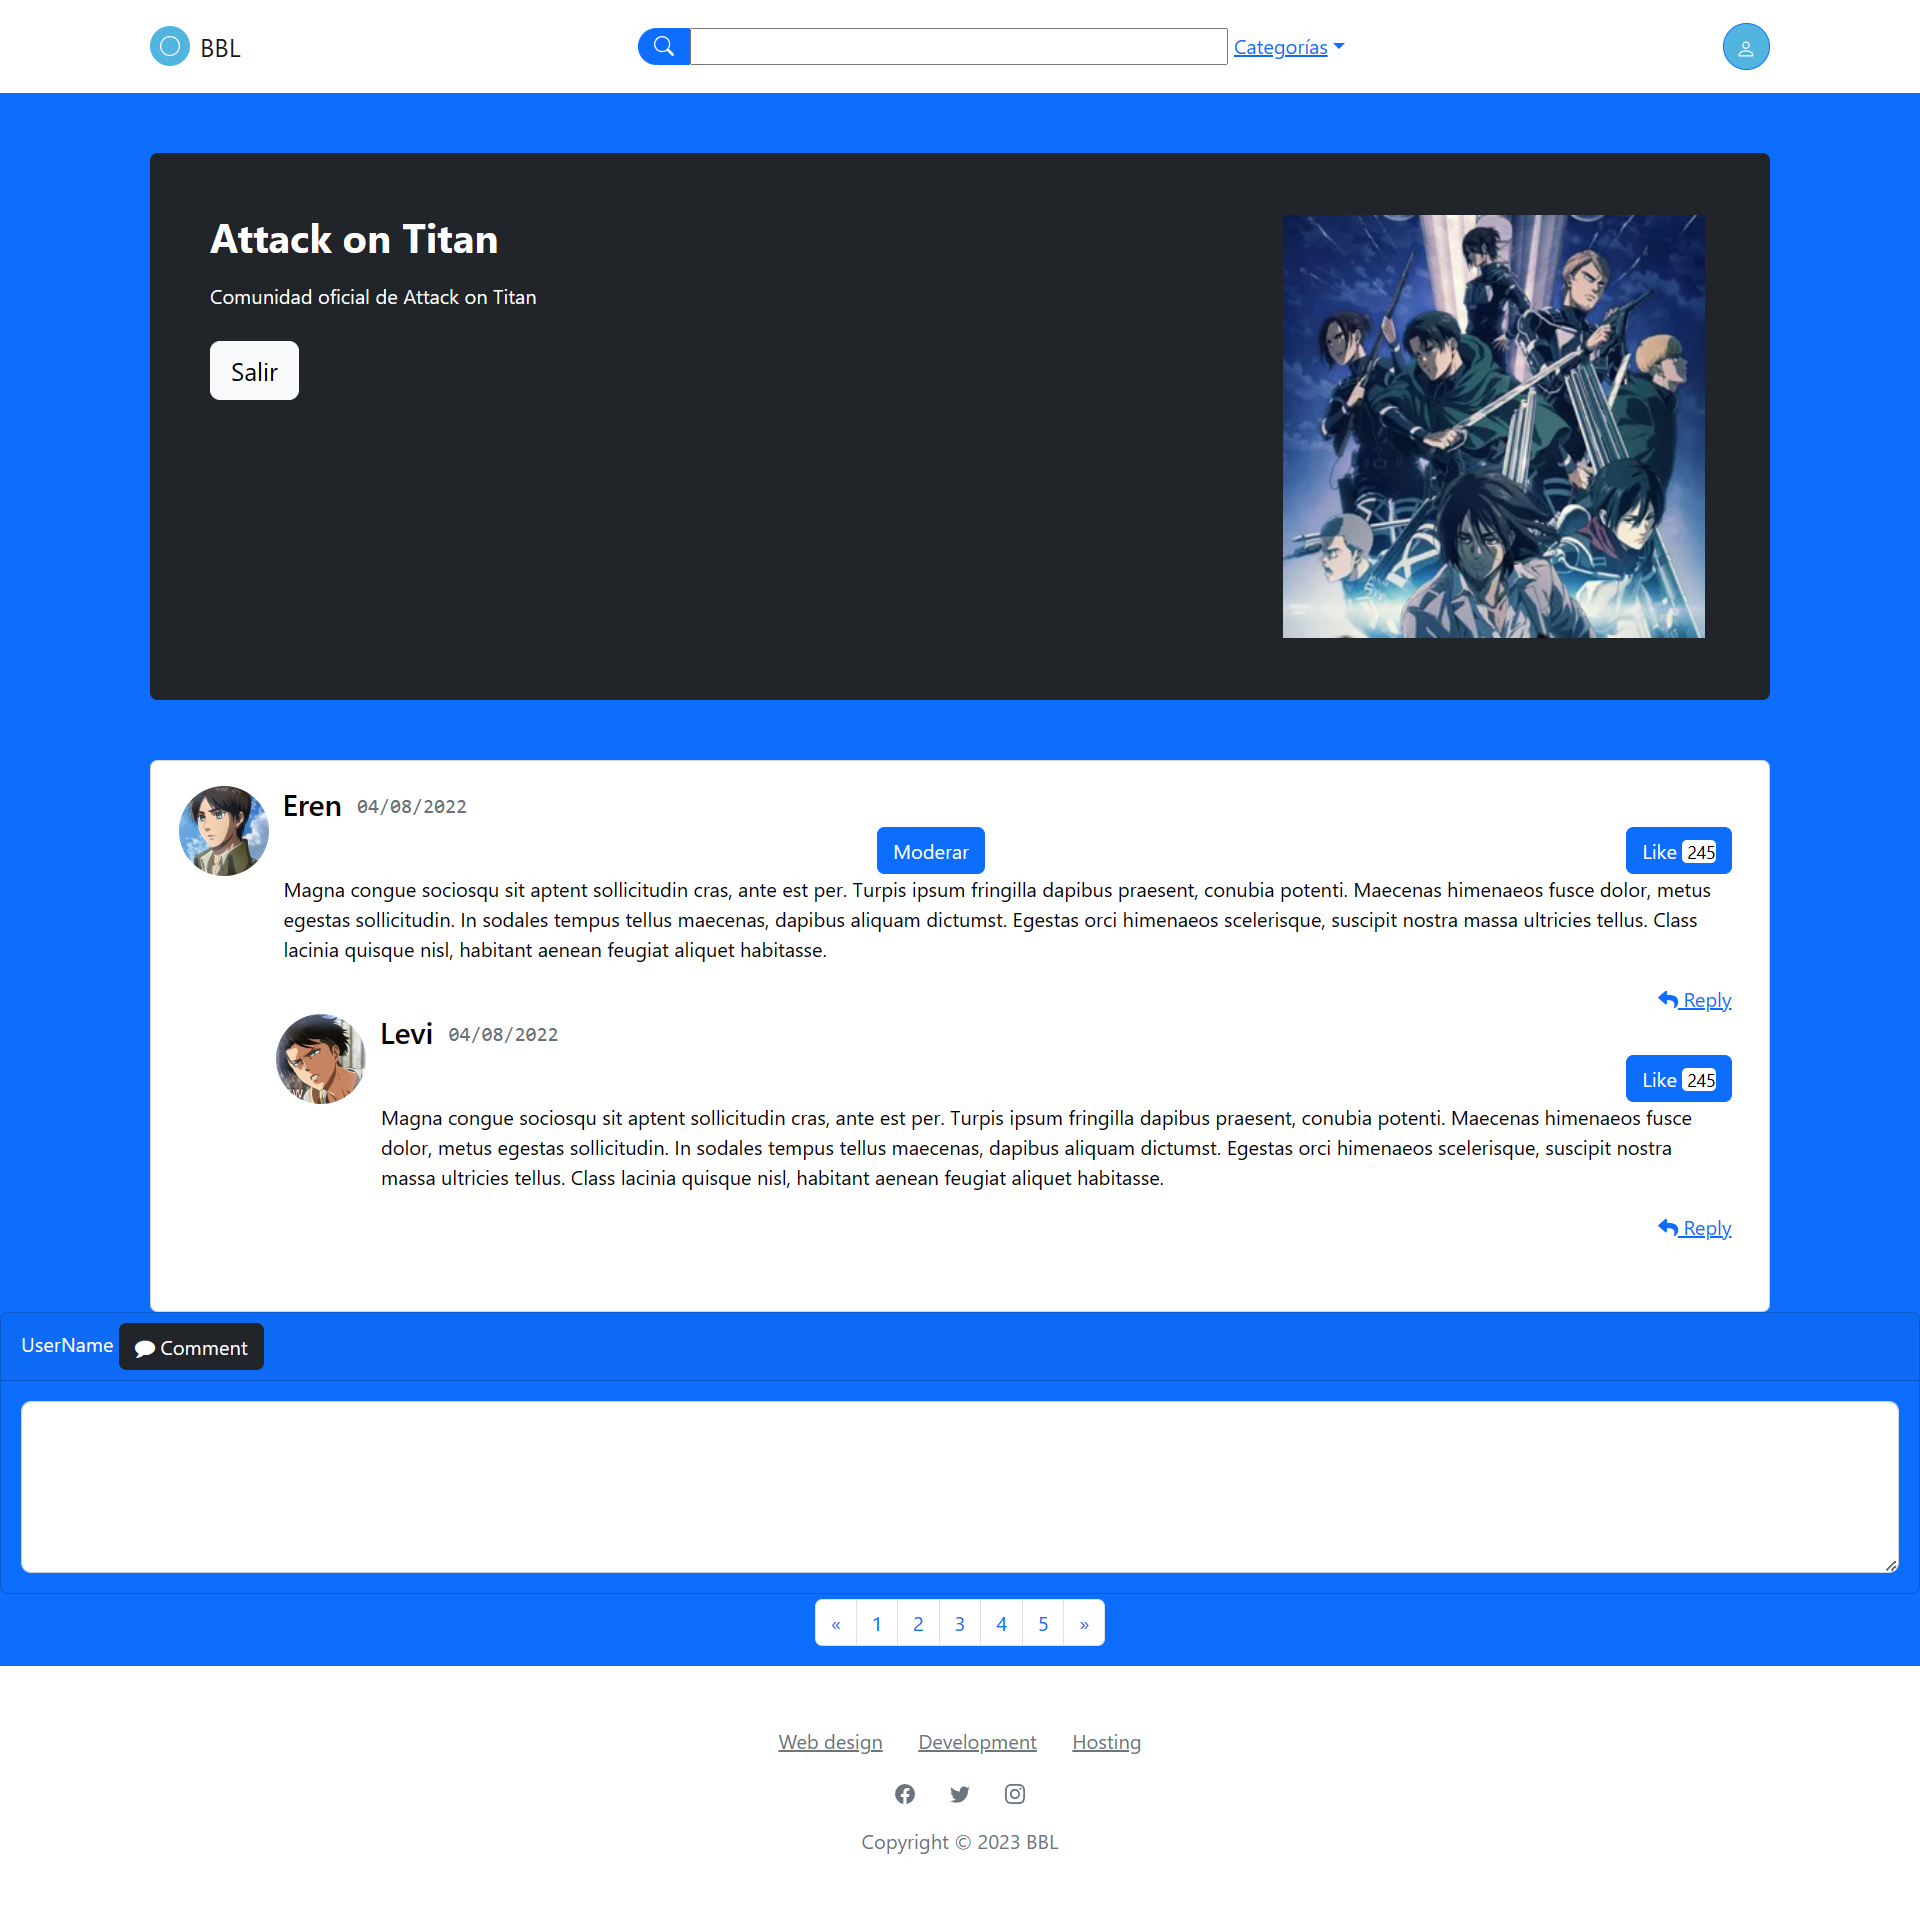 BBL
Categorías
Attack on Titan
Comunidad oficial de Attack on Titan
Salir
Eren 04/08/2022
Moderar
Like 245
Magna congue sociosqu sit aptent sollicitudin cras, ante est per. Turpis ipsum fringilla dapibus praesent, conubia potenti. Maecenas himenaeos fusce dolor, metus
egestas sollicitudin. In sodales tempus tellus maecenas, dapibus aliquam dictumst. Egestas orci himenaeos scelerisque, suscipit nostra massa ultricies tellus. Class
lacinia quisque nisl, habitant aenean feugiat aliquet habitasse.
Reply
Levi 04/08/2022
Like 245
Magna congue sociosqu sit aptent sollicitudin cras, ante est per. Turpis ipsum fringilla dapibus praesent, conubia potenti. Maecenas himenaeos fusce
dolor, metus egestas sollicitudin. In sodales tempus tellus maecenas, dapibus aliquam dictumst. Egestas orci himenaeos scelerisque, suscipit nostra
massa ultricies tellus. Class lacinia quisque nisl, habitant aenean feugiat aliquet habitasse.
Reply
UserName Comment
« 1 2 3 4 5 »
Web design Development Hosting
Copyright © 2023 BBL